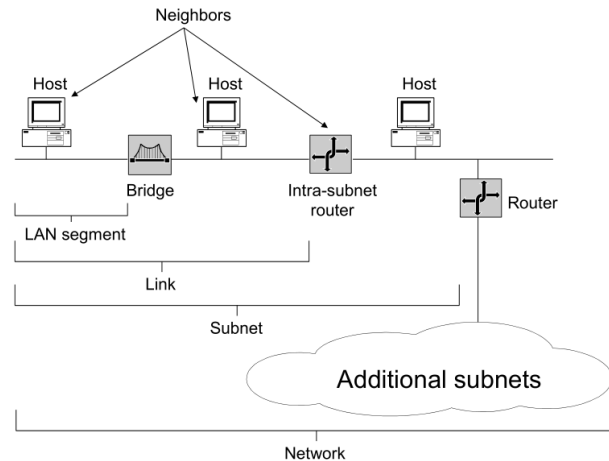 Neighbors
Host
Host
Host
Bridge
Intra-subnet
router
Router
LAN segment
Link
Subnet
Additional subnets
Network